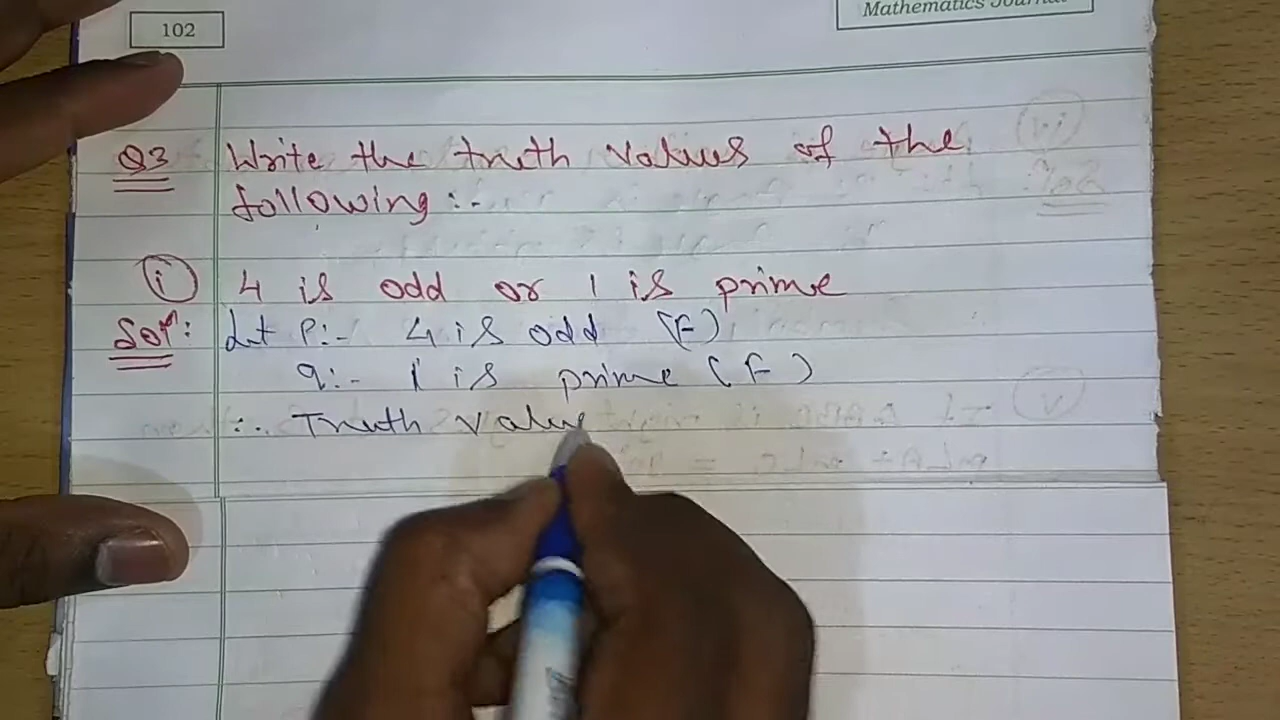 102
Mathematics Journal
Q3 Write the truth values of the
following :-
(i) 4 is odd or 1 is prime
Solⁿ: Let P:- 4 is odd (F)
q:- 1 is prime (F)
∴ Truth value